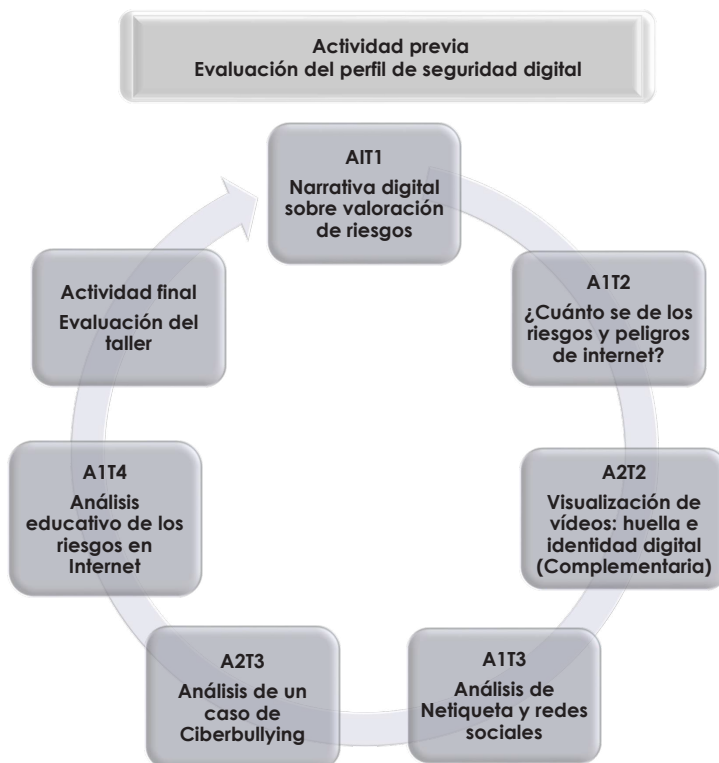 Actividad previa
Evaluación del perfil de seguridad digital
AIT1
Narrativa digital
sobre valoración
de riesgos
A1T2
¿Cuánto se de los
riesgos y peligros
de internet?
A2T2
Visualización de
vídeos: huella e
identidad digital
(Complementaria)
A1T3
Análisis de
Netiqueta y redes
sociales
A2T3
Análisis de un
caso de
Ciberbullying
A1T4
Análisis
educativo de los
riesgos en
Internet
Actividad final
Evaluación del
taller